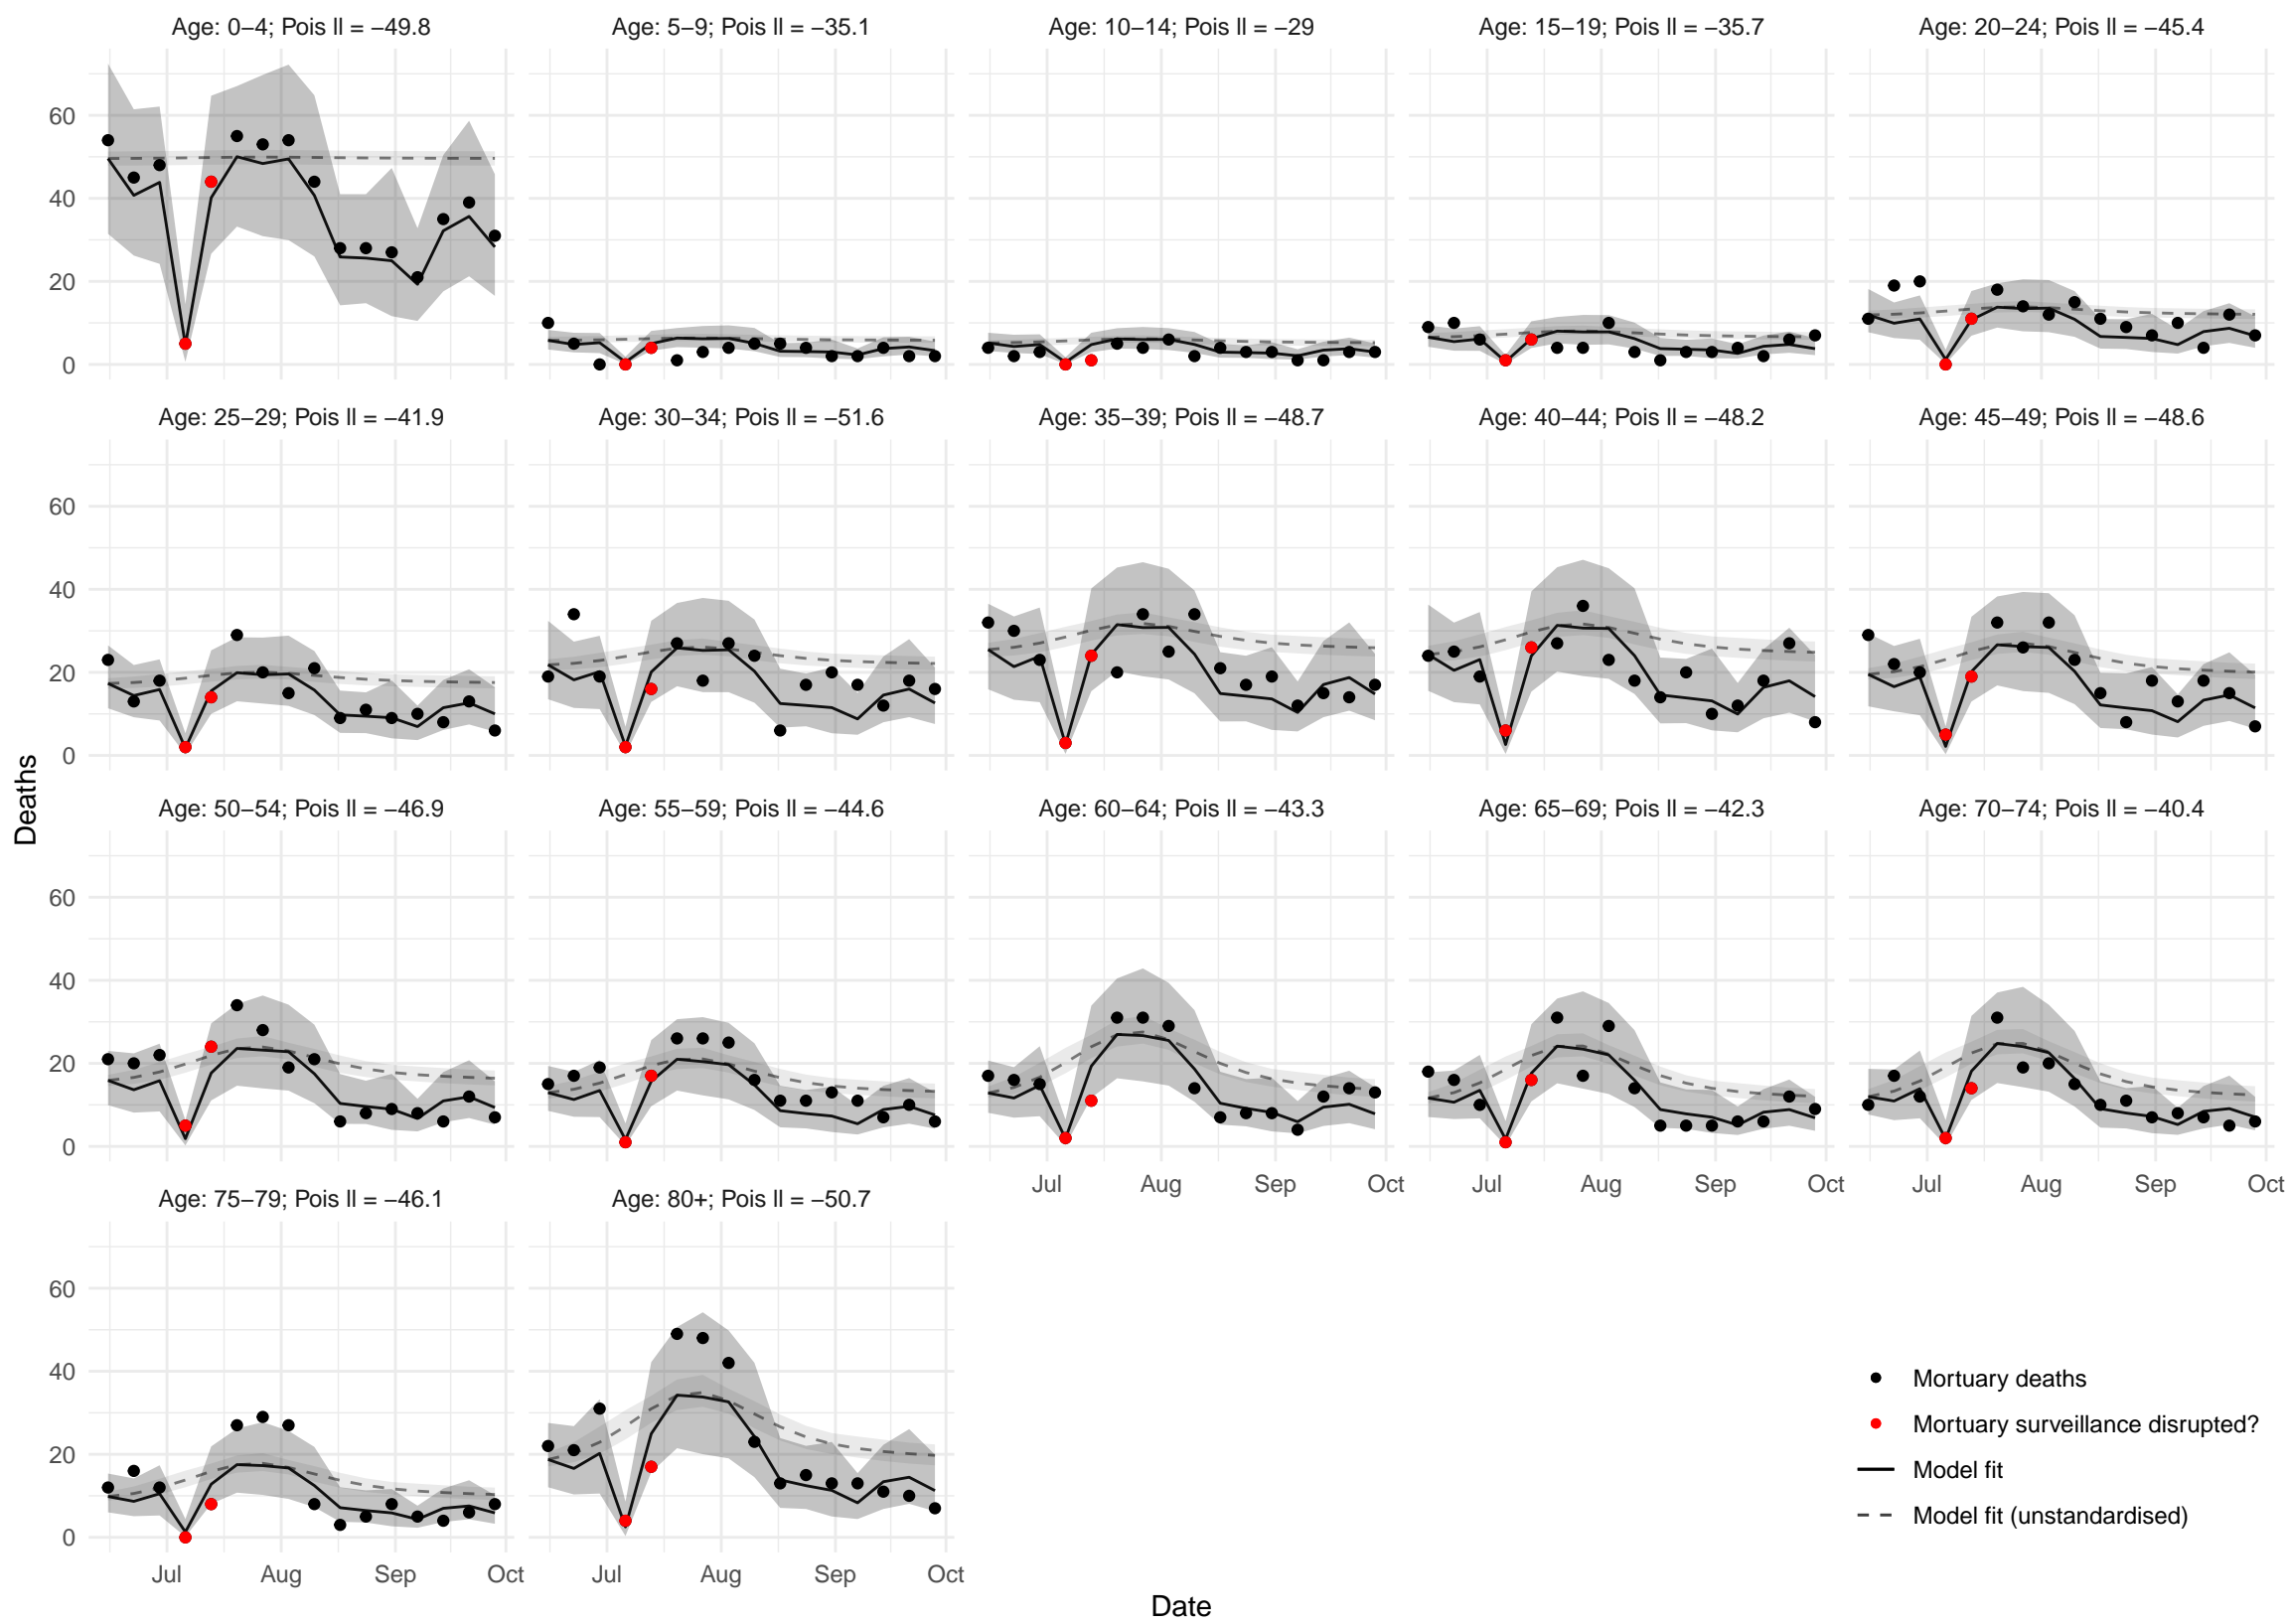 Age: 0−4; Pois ll = −49.8
Age: 5−9; Pois ll = −35.1
Age: 10−14; Pois ll = −29
Age: 15−19; Pois ll = −35.7
Age: 20−24; Pois ll = −45.4
60
40
20
0
Age: 25−29; Pois ll = −41.9
Age: 30−34; Pois ll = −51.6
Age: 35−39; Pois ll = −48.7
Age: 40−44; Pois ll = −48.2
Age: 45−49; Pois ll = −48.6
60
40
20
0
Deaths
Age: 50−54; Pois ll = −46.9
Age: 55−59; Pois ll = −44.6
Age: 60−64; Pois ll = −43.3
Age: 65−69; Pois ll = −42.3
Age: 70−74; Pois ll = −40.4
60
40
20
0
Jul Aug Sep Oct
Jul Aug Sep Oct
Jul Aug Sep Oct
Age: 75−79; Pois ll = −46.1
Age: 80+; Pois ll = −50.7
60
40
20
0
Jul Aug Sep Oct
Jul Aug Sep Oct
Mortuary deaths
Mortuary surveillance disrupted?
Model fit
Model fit (unstandardised)
Date